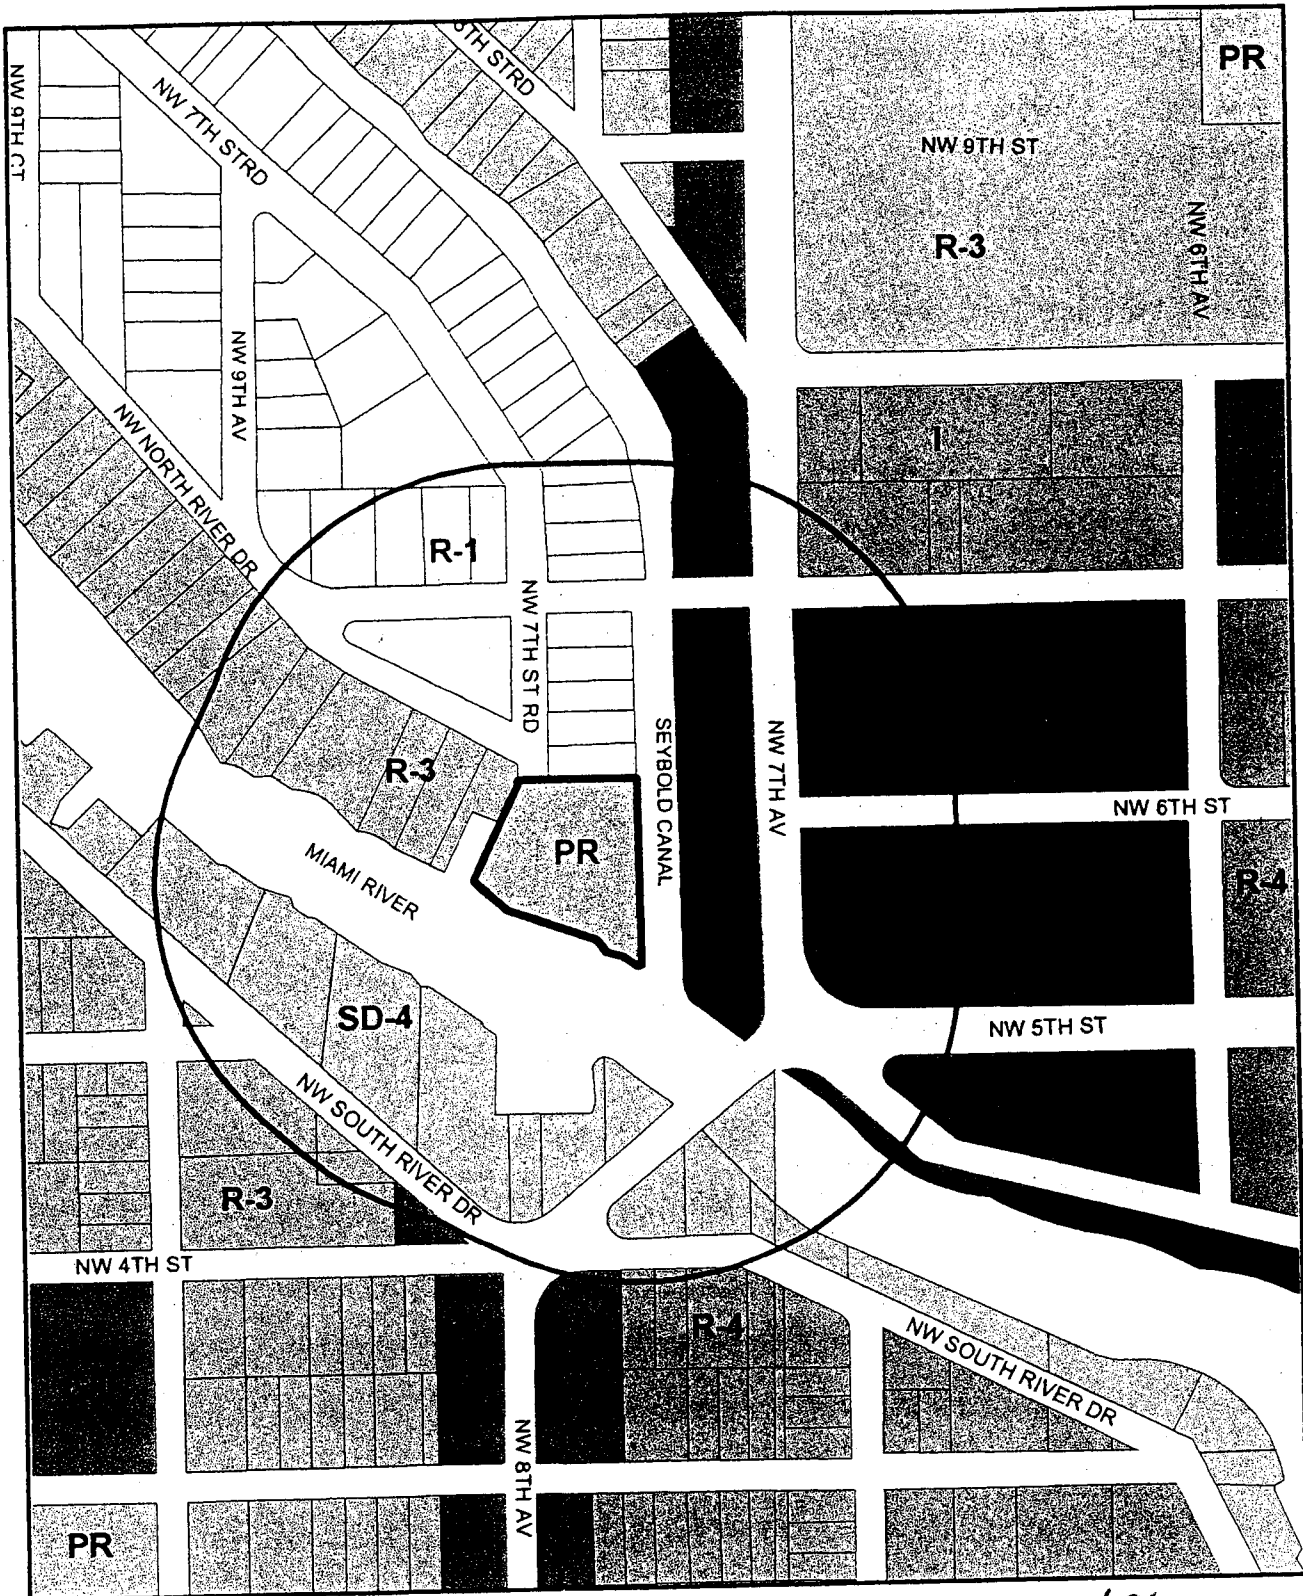 6TH STRD
PR
NW 9TH CT
NW 7TH STRD
NW 9TH ST
NW 6TH AV
R-3
NW 9TH AV
NW NORTH RIVER DR
I
R-1
NW 7TH ST RD
SEYBOLD CANAL
NW 7TH AV
R-3
NW 6TH ST
PR
R-4
MIAMI RIVER
SD-4
NW 5TH ST
NW SOUTH RIVER DR
R-3
NW 4TH ST
R-4
NW SOUTH RIVER DR
NW 8TH AV
PR